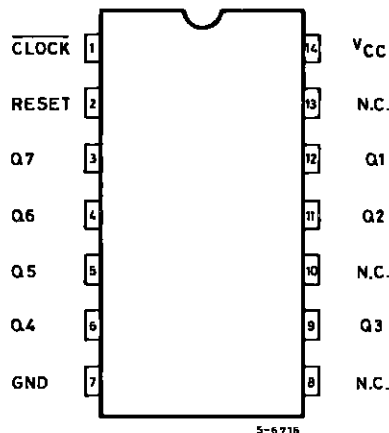 CLOCK 1 14 VCC
RESET 2 13 N.C.
Q7 3 12 Q1
Q6 4 11 Q2
Q5 5 10 N.C.
Q4 6 9 Q3
GND 7 8 N.C.
5-6716